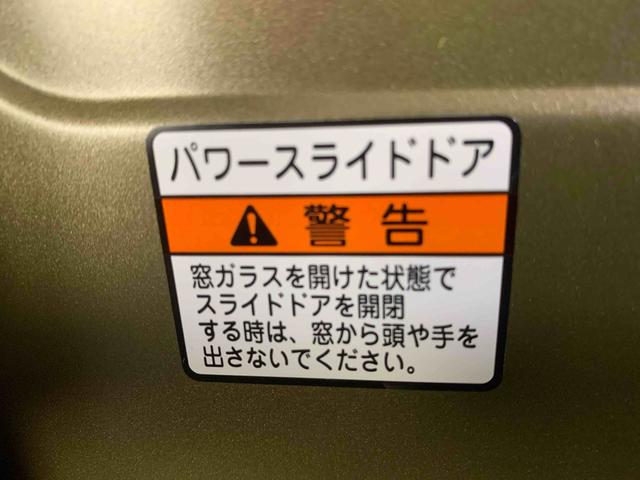 パワースライドドア
警告
窓ガラスを開けた状態で
スライドドアを開閉
する時は、窓から頭や手を
出さないでください。